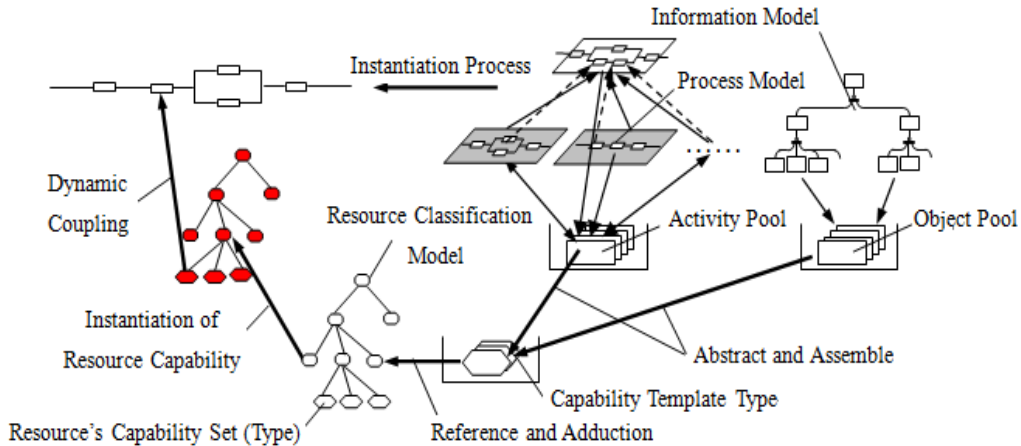 Information Model
Instantiation Process
Process Model
Dynamic
Coupling
Resource Classification
Model
Activity Pool
Object Pool
Instantiation of
Resource Capability
Abstract and Assemble
Capability Template Type
Resource's Capability Set (Type)
Reference and Adduction